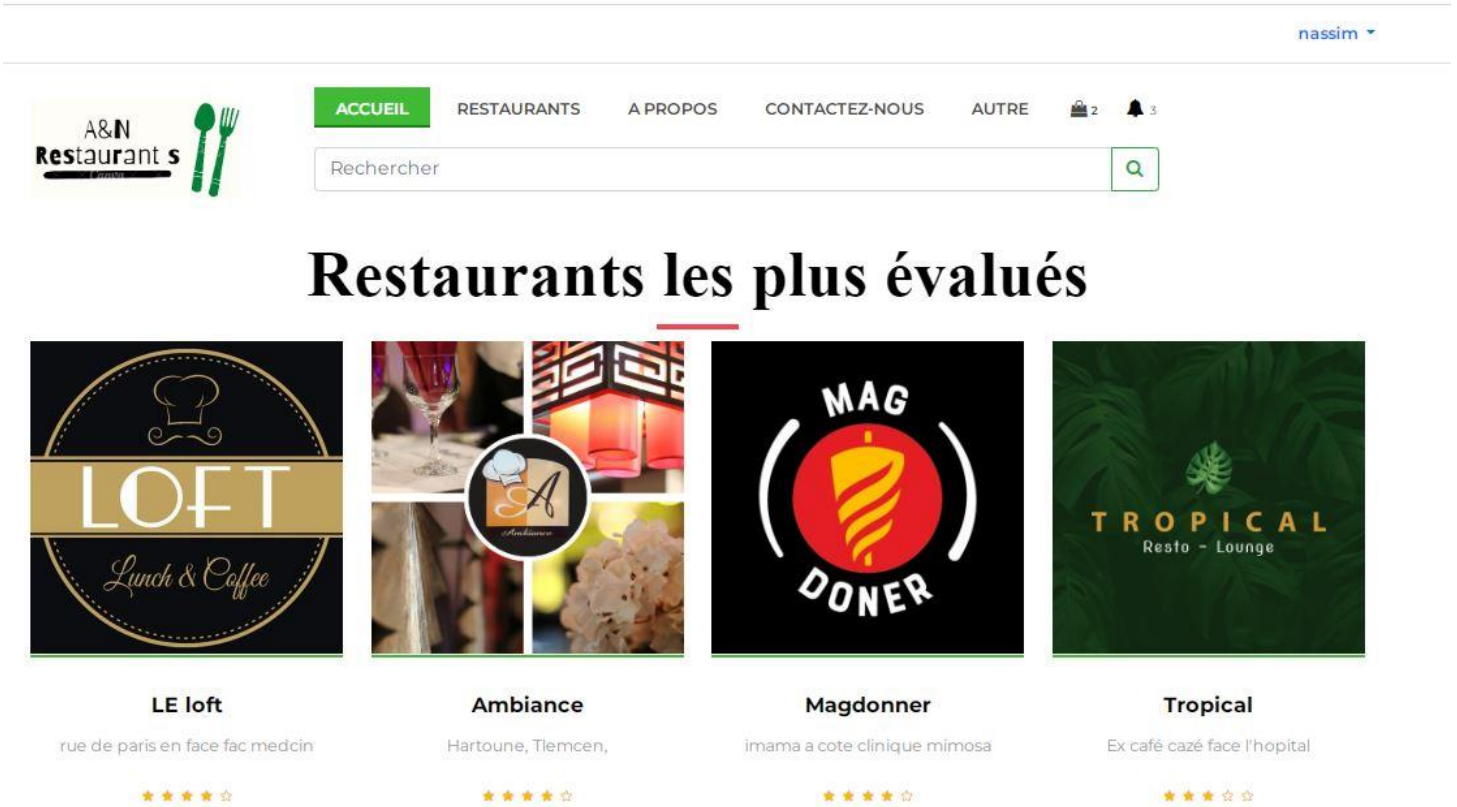 nassim
A&N
Restaurant s
Canva
ACCUEIL RESTAURANTS A PROPOS CONTACTEZ-NOUS AUTRE 2 3
Rechercher
Restaurants les plus évalués
LOFT
Lunch & Coffee
A
Ambiance
MAG
DONER
TROPICAL
Resto - Lounge
LE loft
rue de paris en face fac medcin
Ambiance
Hartoune, Tlemcen,
Magdonner
imama a cote clinique mimosa
Tropical
Ex café cazé face l'hopital